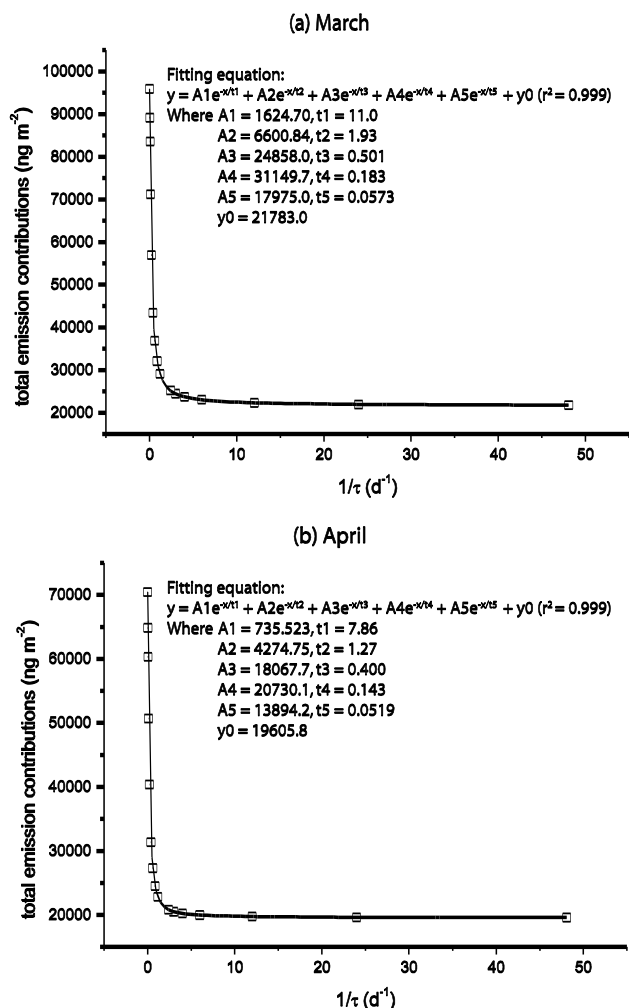 (a) March
100000
90000
80000
70000
60000
50000
40000
30000
20000
total emission contributions (ng m⁻²)
Fitting equation:
y = A1e⁻ˣ/ᵗ¹ + A2e⁻ˣ/ᵗ² + A3e⁻ˣ/ᵗ³ + A4e⁻ˣ/ᵗ⁴ + A5e⁻ˣ/ᵗ⁵ + y0 (r² = 0.999)
Where A1 = 1624.70, t1 = 11.0
A2 = 6600.84, t2 = 1.93
A3 = 24858.0, t3 = 0.501
A4 = 31149.7, t4 = 0.183
A5 = 17975.0, t5 = 0.0573
y0 = 21783.0
0 10 20 30 40 50
1/τ (d⁻¹)
(b) April
70000
60000
50000
40000
30000
20000
total emission contributions (ng m⁻²)
Fitting equation:
y = A1e⁻ˣ/ᵗ¹ + A2e⁻ˣ/ᵗ² + A3e⁻ˣ/ᵗ³ + A4e⁻ˣ/ᵗ⁴ + A5e⁻ˣ/ᵗ⁵ + y0 (r² = 0.999)
Where A1 = 735.523, t1 = 7.86
A2 = 4274.75, t2 = 1.27
A3 = 18067.7, t3 = 0.400
A4 = 20730.1, t4 = 0.143
A5 = 13894.2, t5 = 0.0519
y0 = 19605.8
0 10 20 30 40 50
1/τ (d⁻¹)